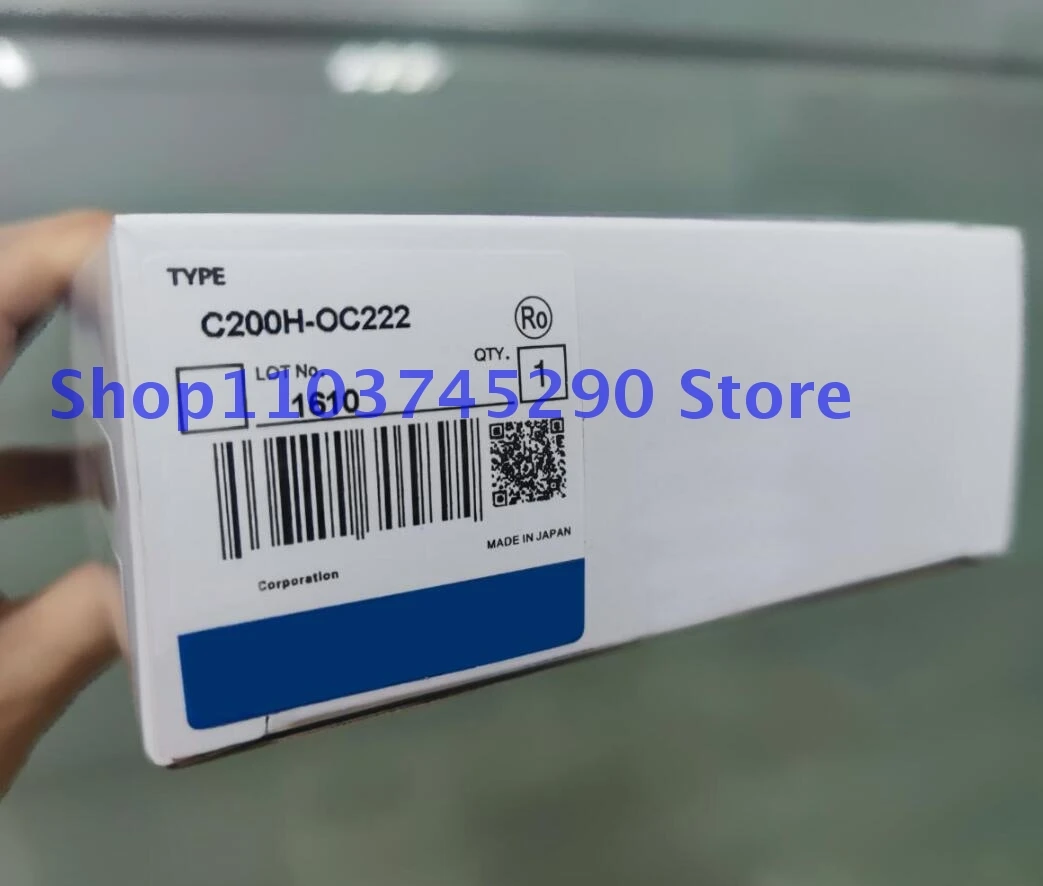 TYPE
C200H-OC222
Ro
QTY.
1
LOT No.
1610
Shop1103745290 Store
MADE IN JAPAN
Corporation